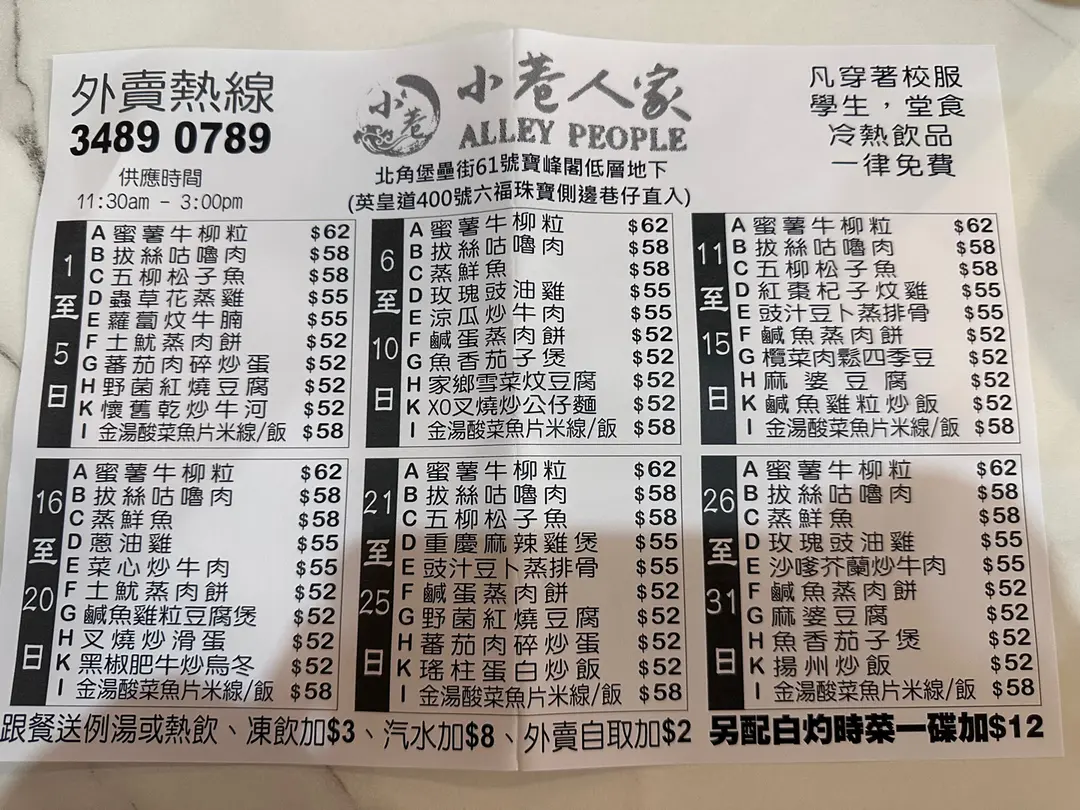 外賣熱線
3489 0789
供應時間
11:30am - 3:00pm
小巷
小巷人家
ALLEY PEOPLE
北角堡壘街61號寶峰閣低層地下
(英皇道400號六福珠寶側邊巷仔直入)
凡穿著校服
學生，堂食
冷熱飲品
一律免費
1至5日
A 蜜薯牛柳粒 $62
B 拔絲咕嚕肉 $58
C 五柳松子魚 $58
D 蟲草花蒸雞 $55
E 蘿蔔炆牛腩 $55
F 土魷蒸肉餅 $52
G 蕃茄肉碎炒蛋 $52
H 野菌紅燒豆腐 $52
K 懷舊乾炒牛河 $52
I 金湯酸菜魚片米線/飯 $58
6至10日
A 蜜薯牛柳粒 $62
B 拔絲咕嚕肉 $58
C 蒸鮮魚 $58
D 玫瑰豉油雞 $55
E 涼瓜炒牛肉 $55
F 鹹蛋蒸肉餅 $52
G 魚香茄子煲 $52
H 家鄉雪菜炆豆腐 $52
K XO叉燒炒公仔麵 $52
I 金湯酸菜魚片米線/飯 $58
11至15日
A 蜜薯牛柳粒 $62
B 拔絲咕嚕肉 $58
C 五柳松子魚 $58
D 紅棗杞子炆雞 $55
E 豉汁豆卜蒸排骨 $55
F 鹹魚蒸肉餅 $52
G 欖菜肉鬆四季豆 $52
H 麻婆豆腐 $52
K 鹹魚雞粒炒飯 $52
I 金湯酸菜魚片米線/飯 $58
16至20日
A 蜜薯牛柳粒 $62
B 拔絲咕嚕肉 $58
C 蒸鮮魚 $58
D 蔥油雞 $55
E 菜心炒牛肉 $55
F 土魷蒸肉餅 $52
G 鹹魚雞粒豆腐煲 $52
H 叉燒炒滑蛋 $52
K 黑椒肥牛炒烏冬 $52
I 金湯酸菜魚片米線/飯 $58
21至25日
A 蜜薯牛柳粒 $62
B 拔絲咕嚕肉 $58
C 五柳松子魚 $58
D 重慶麻辣雞煲 $55
E 豉汁豆卜蒸排骨 $55
F 鹹蛋蒸肉餅 $52
G 野菌紅燒豆腐 $52
H 蕃茄肉碎炒蛋 $52
K 瑤柱蛋白炒飯 $52
I 金湯酸菜魚片米線/飯 $58
26至31日
A 蜜薯牛柳粒 $62
B 拔絲咕嚕肉 $58
C 蒸鮮魚 $58
D 玫瑰豉油雞 $55
E 沙嗲芥蘭炒牛肉 $55
F 鹹魚蒸肉餅 $52
G 麻婆豆腐 $52
H 魚香茄子煲 $52
K 揚州炒飯 $52
I 金湯酸菜魚片米線/飯 $58
跟餐送例湯或熱飲、凍飲加$3、汽水加$8、外賣自取加$2 另配白灼時菜一碟加$12